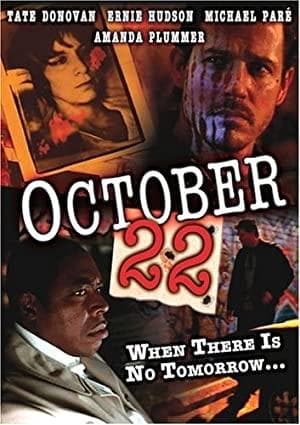 TATE DONOVAN ERNIE HUDSON MICHAEL PARÉ
AMANDA PLUMMER
OCTOBER
22
WHEN THERE IS
NO TOMORROW...